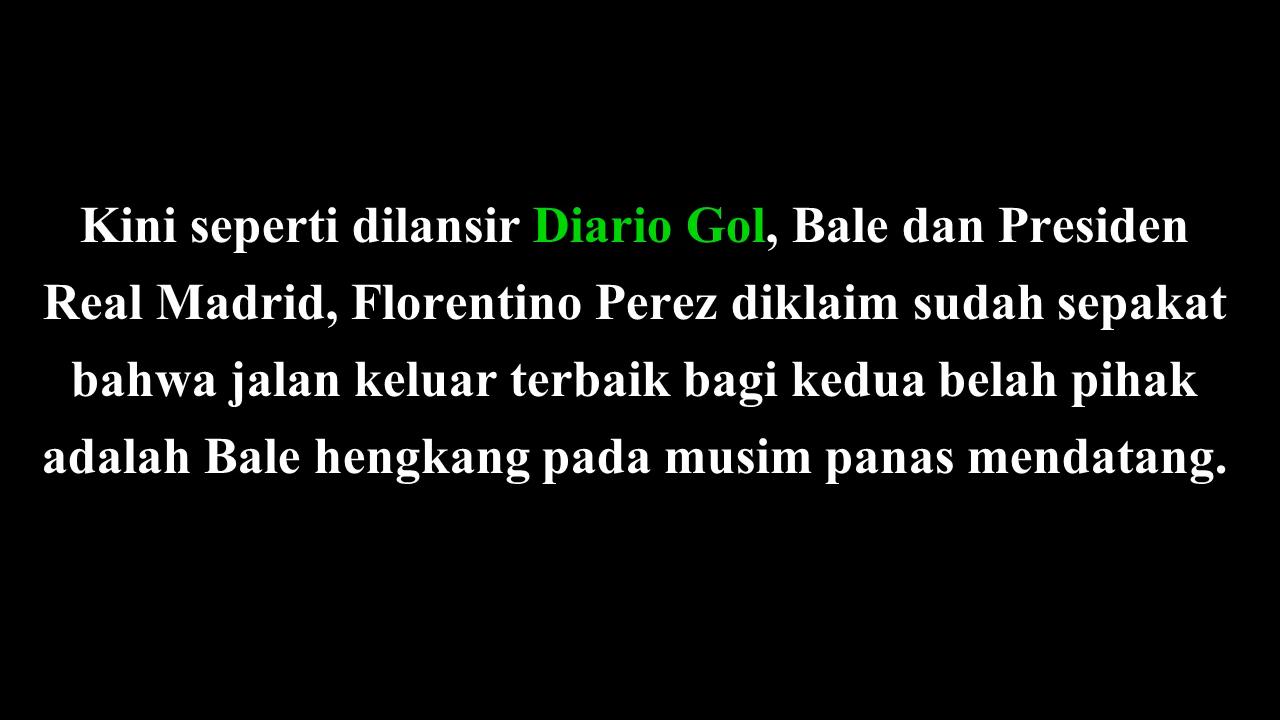 Kini seperti dilansir Diario Gol, Bale dan Presiden
Real Madrid, Florentino Perez diklaim sudah sepakat
bahwa jalan keluar terbaik bagi kedua belah pihak
adalah Bale hengkang pada musim panas mendatang.